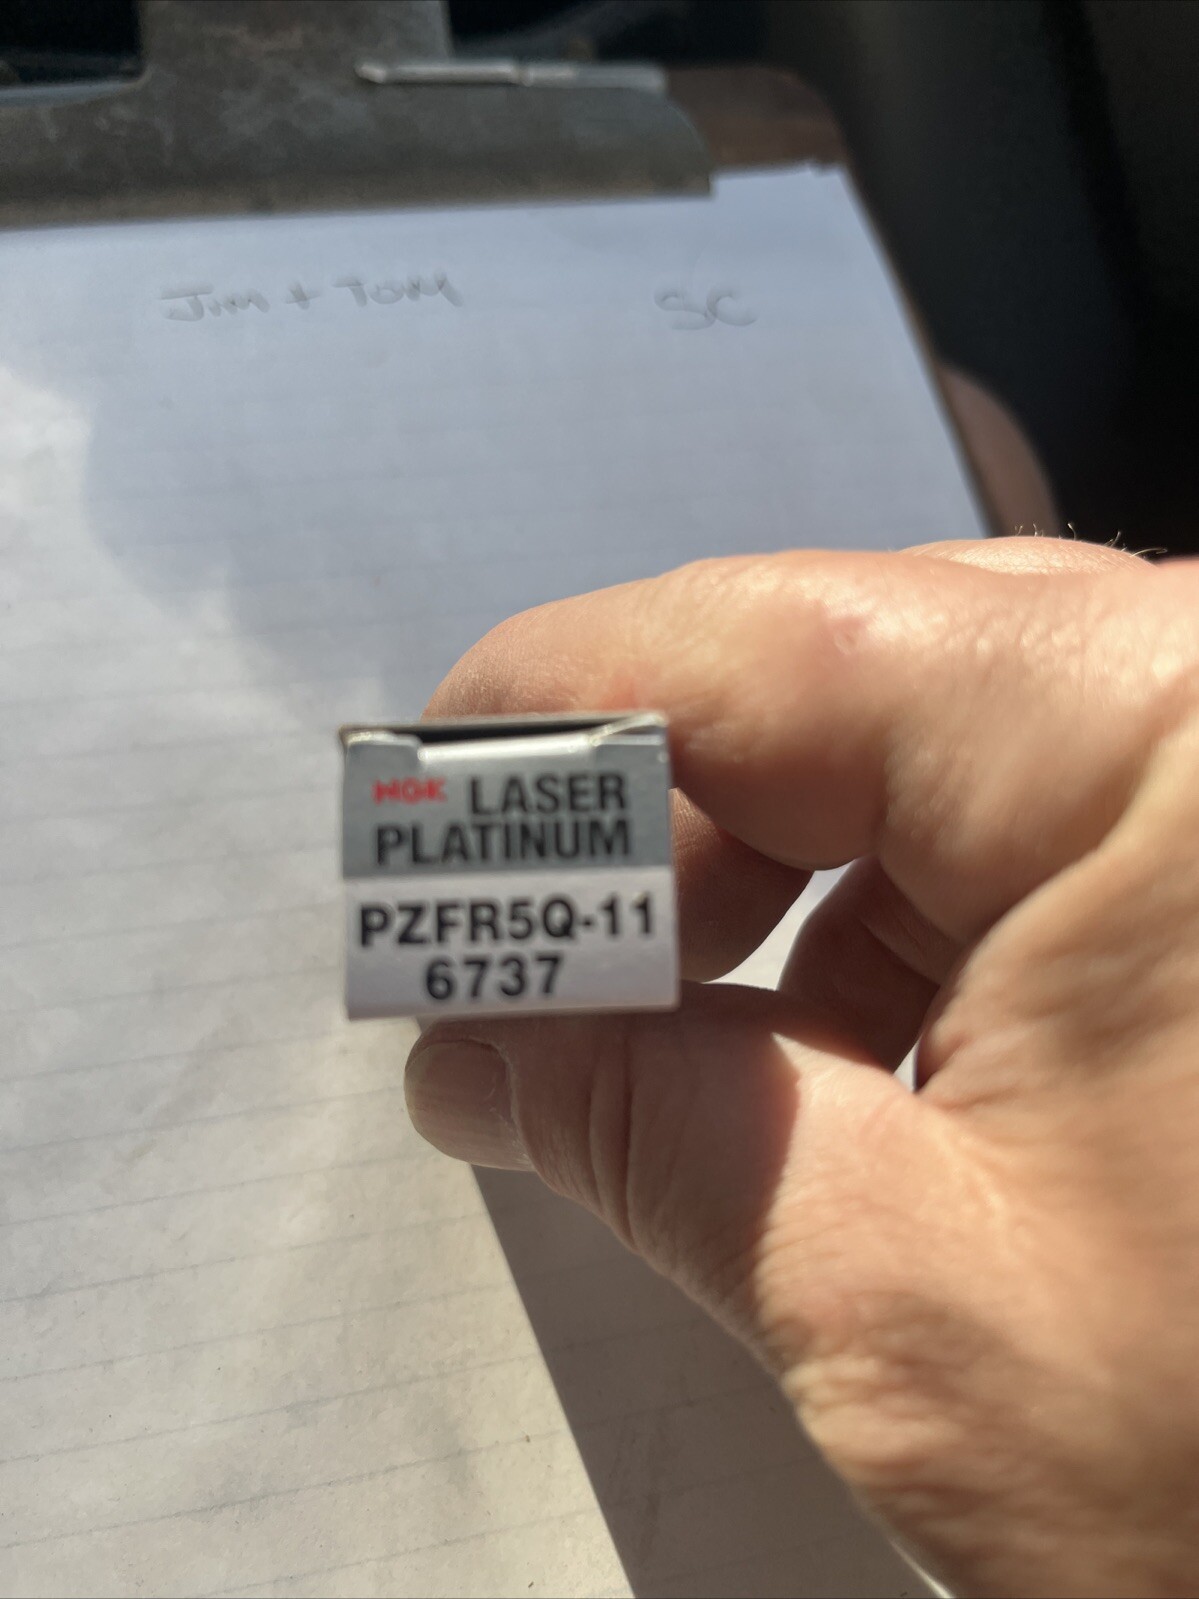 Jim + Tom SC
NGK LASER
PLATINUM
PZFR5Q-11
6737